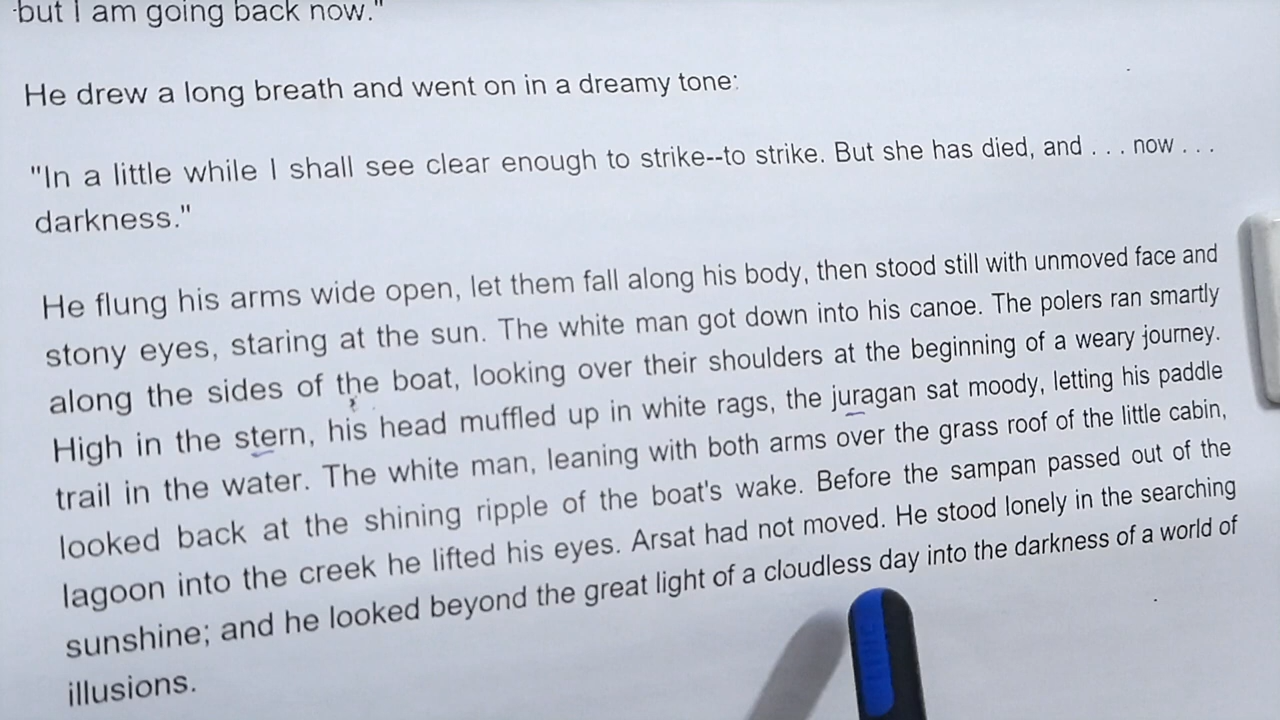 but I am going back now."
He drew a long breath and went on in a dreamy tone:
"In a little while I shall see clear enough to strike--to strike. But she has died, and . . . now . . .
darkness."
He flung his arms wide open, let them fall along his body, then stood still with unmoved face and
stony eyes, staring at the sun. The white man got down into his canoe. The polers ran smartly
along the sides of the boat, looking over their shoulders at the beginning of a weary journey.
High in the stern, his head muffled up in white rags, the juragan sat moody, letting his paddle
trail in the water. The white man, leaning with both arms over the grass roof of the little cabin,
looked back at the shining ripple of the boat's wake. Before the sampan passed out of the
lagoon into the creek he lifted his eyes. Arsat had not moved. He stood lonely in the searching
sunshine; and he looked beyond the great light of a cloudless day into the darkness of a world of
illusions.